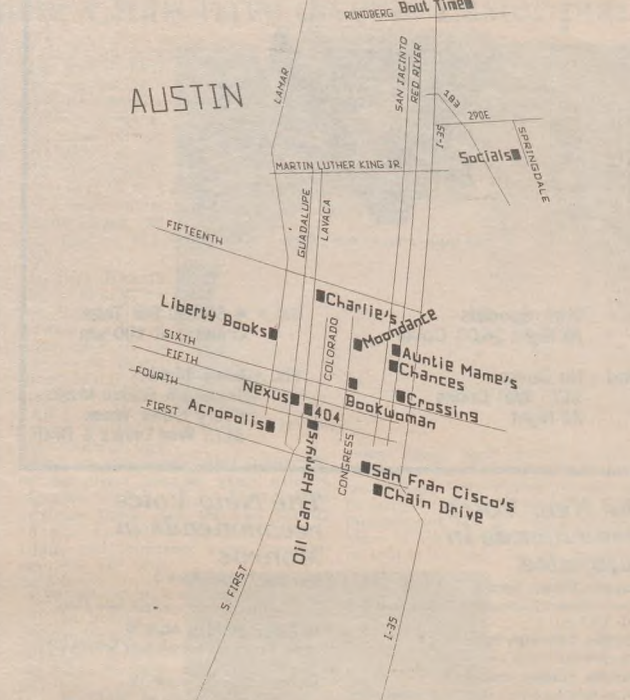 RUNDBERG Bout Time
LAMAR
SAN JACINTO
RED RIVER
AUSTIN
183
290E
I-35
SPRINGDALE
Socials
MARTIN LUTHER KING JR.
GUADALUPE
LAVACA
FIFTEENTH
Charlie's
Liberty Books
COLORADO
Moondance
SIXTH
Auntie Mame's
FIFTH
Chances
FOURTH
Nexus
Crossing
FIRST
Acropolis
404
BookWoman
Oil Can Harry's
CONGRESS
San Fran Cisco's
Chain Drive
S. FIRST
I-35